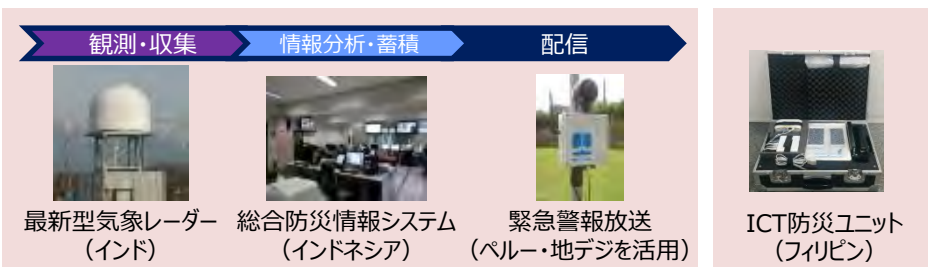 観測・収集
情報分析・蓄積
配信
最新型気象レーダー
（インド）
総合防災情報システム
（インドネシア）
緊急警報放送
（ペルー・地デジを活用）
ICT防災ユニット
（フィリピン）